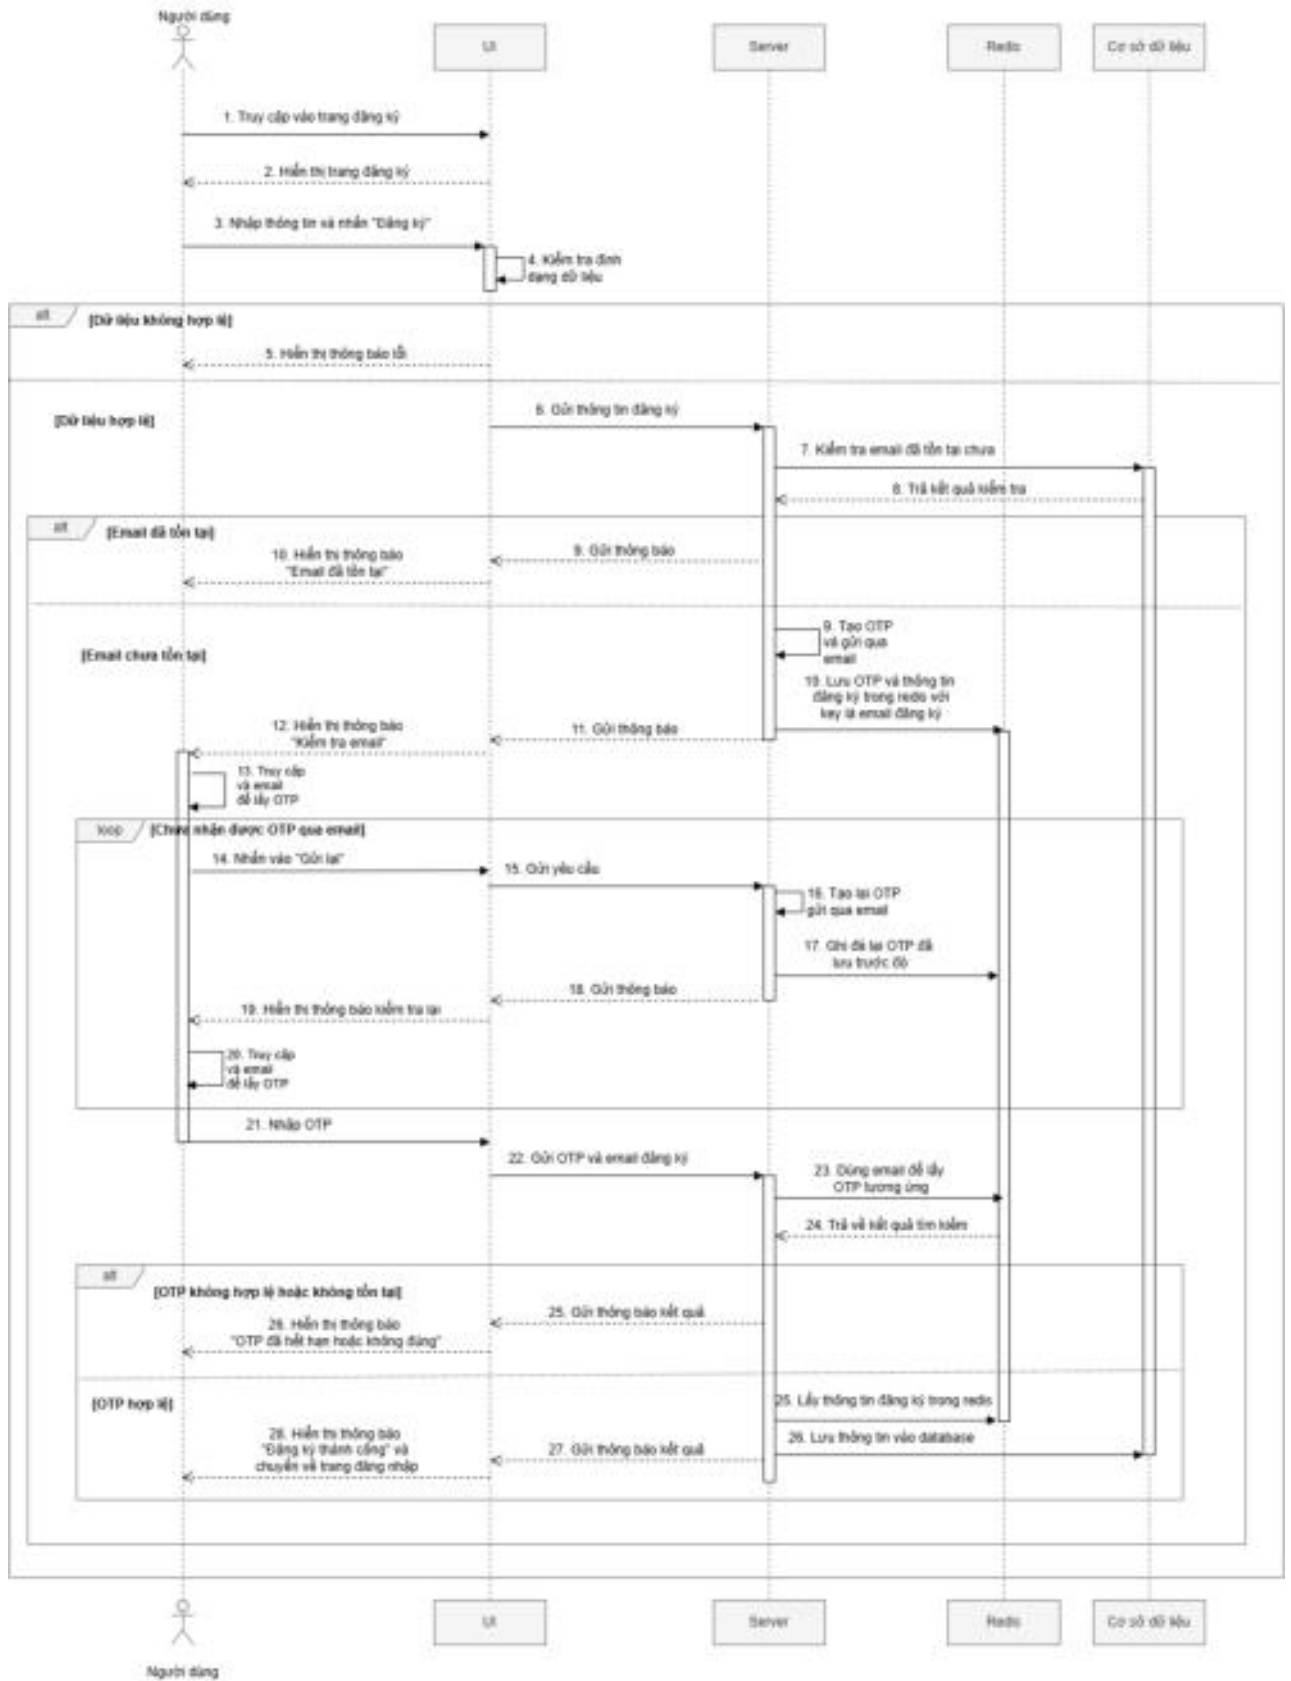 Người dùng
UI
Server
Redis
Cơ sở dữ liệu
1. Truy cập vào trang đăng ký
2. Hiển thị trang đăng ký
3. Nhập thông tin và nhấn "Đăng ký"
4. Kiểm tra định
dạng dữ liệu
alt
[Dữ liệu không hợp lệ]
5. Hiển thị thông báo lỗi
[Dữ liệu hợp lệ]
6. Gửi thông tin đăng ký
7. Kiểm tra email đã tồn tại chưa
8. Trả kết quả kiểm tra
alt
[Email đã tồn tại]
9. Gửi thông báo
10. Hiển thị thông báo
"Email đã tồn tại"
[Email chưa tồn tại]
9. Tạo OTP
và gửi qua
email
10. Lưu OTP và thông tin
đăng ký trong redis với
key là email đăng ký
11. Gửi thông báo
12. Hiển thị thông báo
"Kiểm tra email"
13. Truy cập
và email
để lấy OTP
loop
[Chưa nhận được OTP qua email]
14. Nhấn vào "Gửi lại"
15. Gửi yêu cầu
16. Tạo lại OTP
gửi qua email
17. Ghi đè lại OTP đã
lưu trước đó
18. Gửi thông báo
19. Hiển thị thông báo kiểm tra lại
20. Truy cập
và email
để lấy OTP
21. Nhập OTP
22. Gửi OTP và email đăng ký
23. Dùng email để lấy
OTP tương ứng
24. Trả về kết quả tìm kiếm
alt
[OTP không hợp lệ hoặc không tồn tại]
25. Gửi thông báo kết quả
26. Hiển thị thông báo
"OTP đã hết hạn hoặc không đúng"
[OTP hợp lệ]
25. Lấy thông tin đăng ký trong redis
26. Lưu thông tin vào database
27. Gửi thông báo kết quả
28. Hiển thị thông báo
"Đăng ký thành công" và
chuyển về trang đăng nhập
Người dùng
UI
Server
Redis
Cơ sở dữ liệu